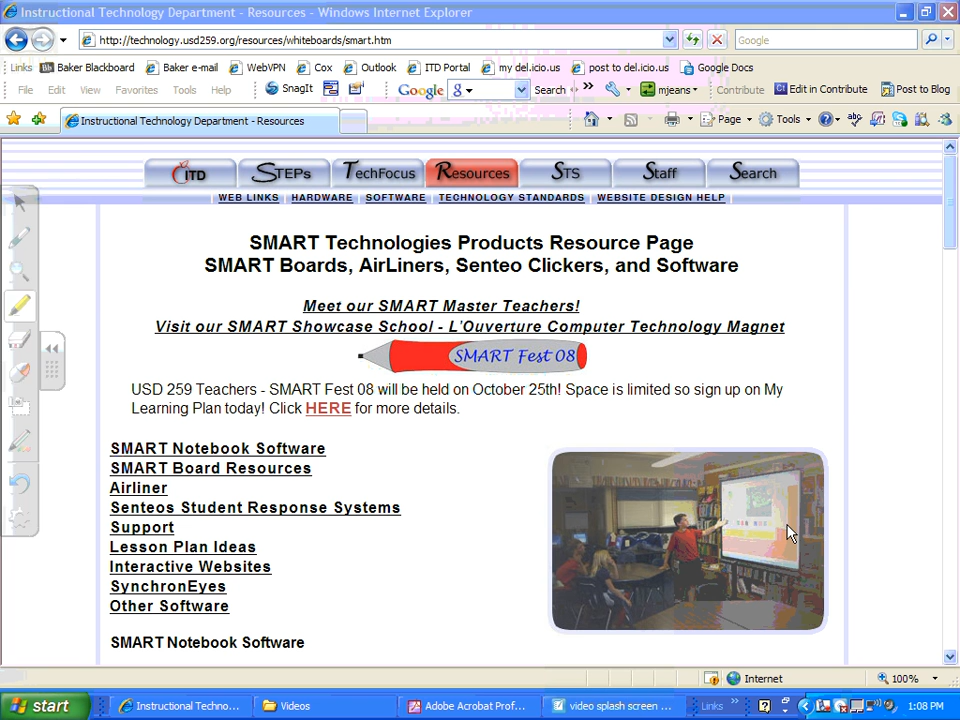 Instructional Technology Department - Resources - Windows Internet Explorer
http://technology.usd259.org/resources/whiteboards/smart.htm
Google
Links Baker Blackboard Baker e-mail WebVPN Cox Outlook ITD Portal my del.icio.us post to del.icio.us Google Docs
File Edit View Favorites Tools Help SnagIt Google Search mjeans Contribute Edit in Contribute Post to Blog
Instructional Technology Department - Resources
Page Tools
ITD STEPs TechFocus Resources STS Staff Search
WEB LINKS HARDWARE SOFTWARE TECHNOLOGY STANDARDS WEBSITE DESIGN HELP
SMART Technologies Products Resource Page
SMART Boards, AirLiners, Senteo Clickers, and Software
Meet our SMART Master Teachers!
Visit our SMART Showcase School - L'Ouverture Computer Technology Magnet
SMART Fest 08
USD 259 Teachers - SMART Fest 08 will be held on October 25th! Space is limited so sign up on My
Learning Plan today! Click HERE for more details.
SMART Notebook Software
SMART Board Resources
Airliner
Senteos Student Response Systems
Support
Lesson Plan Ideas
Interactive Websites
SynchronEyes
Other Software
SMART Notebook Software
Internet 100%
start Instructional Techno... Videos Adobe Acrobat Prof... video splash screen ... Links 1:08 PM